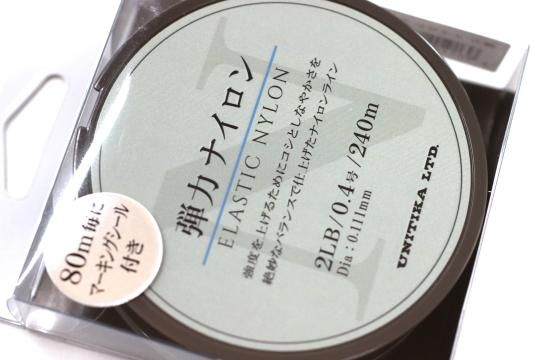 弾力ナイロン
ELASTIC NYLON
強度を上げるためにコシとしなやかさを
絶妙なバランスで仕上げたナイロンライン
2LB/0.4号/240m
Dia：0.111mm
UNITIKA LTD.
80m毎に
マーキングシール
付き
N